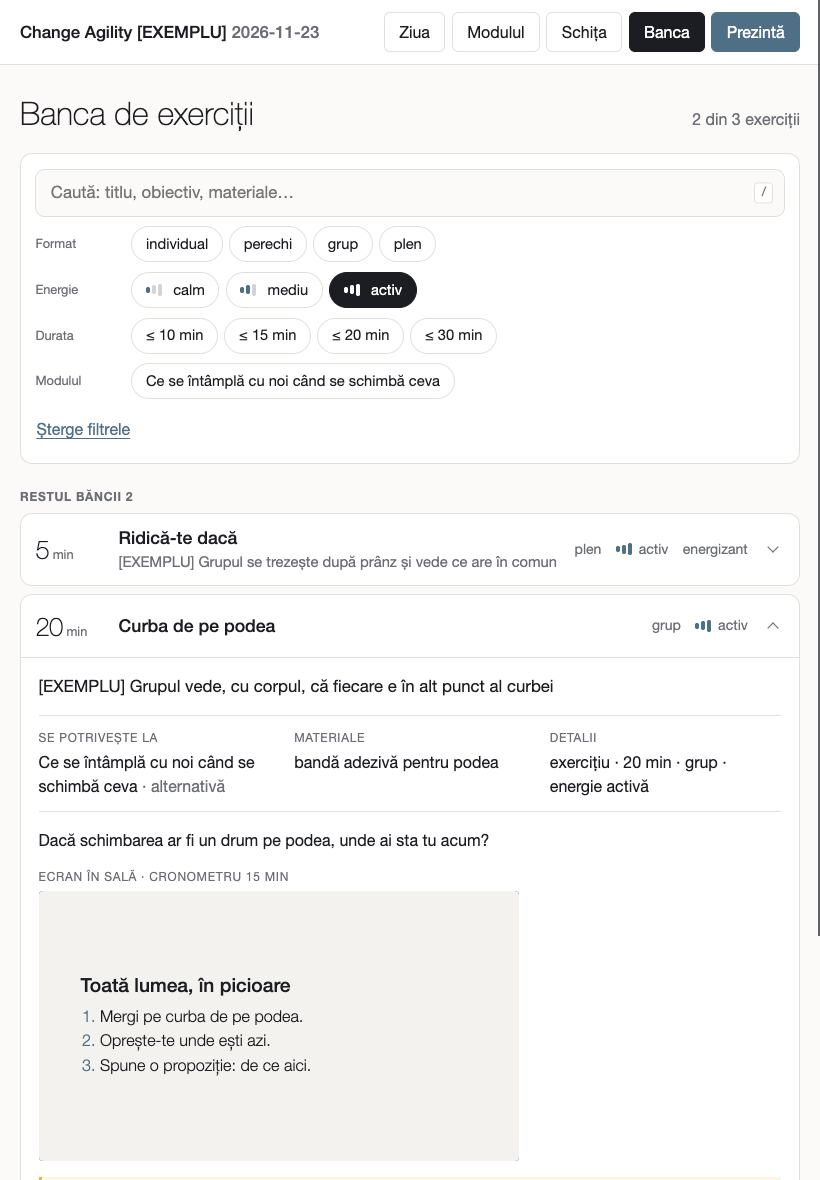 Change Agility [EXEMPLU] 2026-11-23
Ziua
Modulul
Schița
Banca
Prezintă
Banca de exerciții
2 din 3 exerciții
Caută: titlu, obiectiv, materiale…
/
Format
individual
perechi
grup
plen
Energie
calm
mediu
activ
Durata
≤ 10 min
≤ 15 min
≤ 20 min
≤ 30 min
Modulul
Ce se întâmplă cu noi când se schimbă ceva
Șterge filtrele
RESTUL BĂNCII 2
5 min
Ridică-te dacă
[EXEMPLU] Grupul se trezește după prânz și vede ce are în comun
plen
activ
energizant
20 min
Curba de pe podea
grup
activ
[EXEMPLU] Grupul vede, cu corpul, că fiecare e în alt punct al curbei
SE POTRIVEȘTE LA
Ce se întâmplă cu noi când se
schimbă ceva · alternativă
MATERIALE
bandă adezivă pentru podea
DETALII
exercițiu · 20 min · grup ·
energie activă
Dacă schimbarea ar fi un drum pe podea, unde ai sta tu acum?
ECRAN ÎN SALĂ · CRONOMETRU 15 MIN
Toată lumea, în picioare
1. Mergi pe curba de pe podea.
2. Oprește-te unde ești azi.
3. Spune o propoziție: de ce aici.